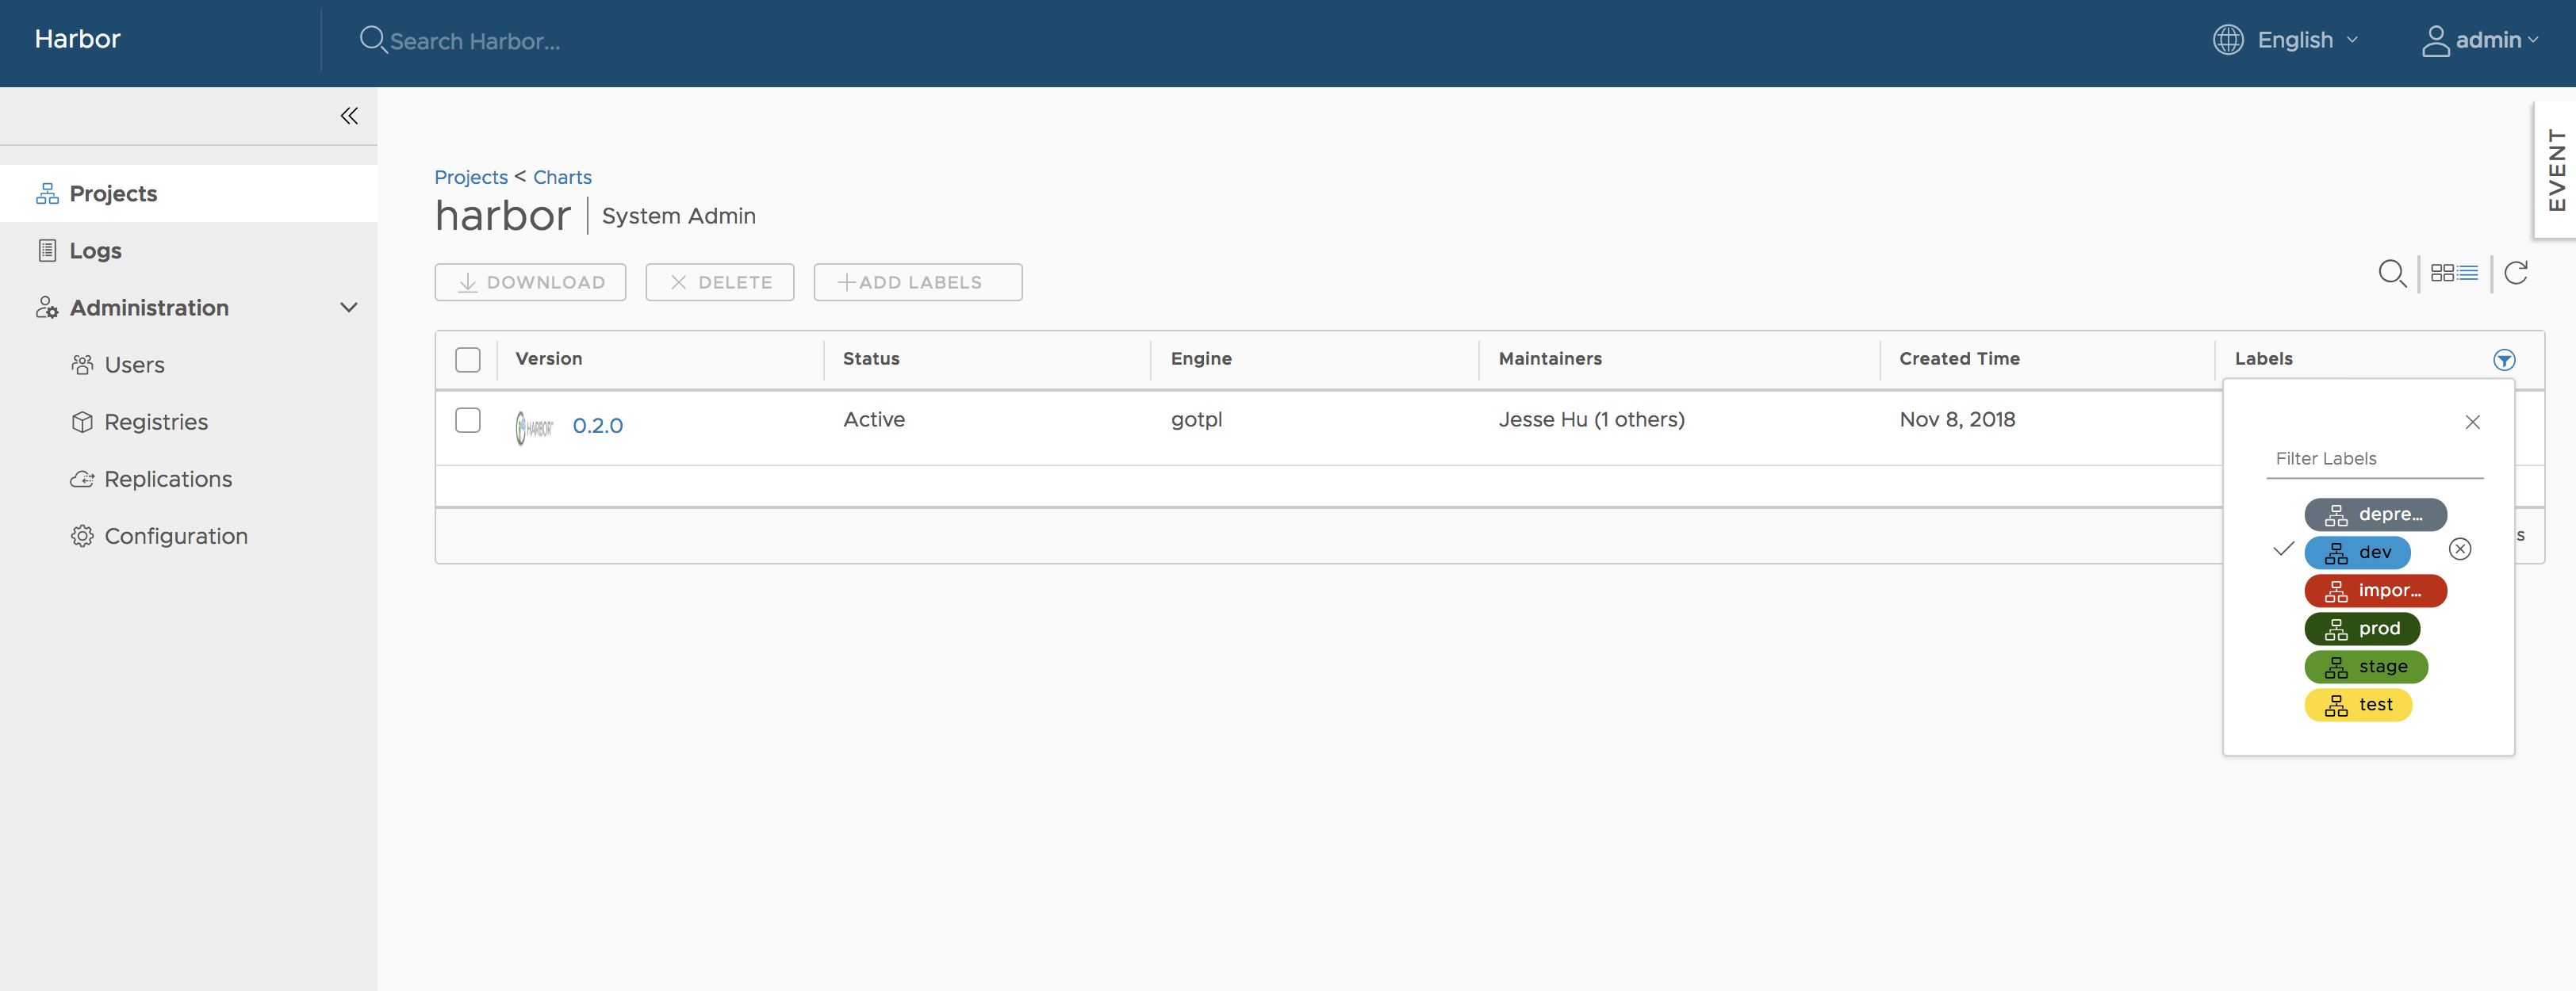 Harbor
Search Harbor...
English
admin
EVENT
Projects
Logs
Administration
Users
Registries
Replications
Configuration
Projects < Charts
harbor System Admin
DOWNLOAD DELETE ADD LABELS
Version Status Engine Maintainers Created Time Labels
HARBOR 0.2.0 Active gotpl Jesse Hu (1 others) Nov 8, 2018
Filter Labels
depre...
dev
impor...
prod
stage
test
s